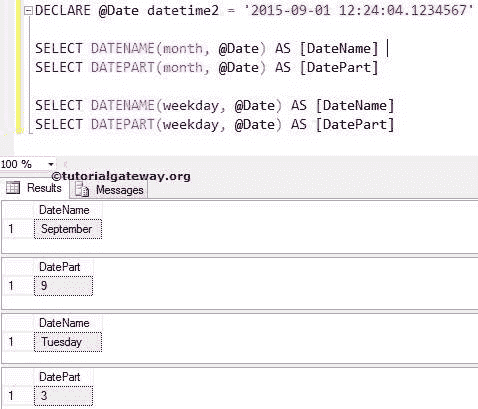 DECLARE @Date datetime2 = '2015-09-01 12:24:04.1234567'
SELECT DATENAME(month, @Date) AS [DateName]
SELECT DATEPART(month, @Date) AS [DatePart]
SELECT DATENAME(weekday, @Date) AS [DateName]
SELECT DATEPART(weekday, @Date) AS [DatePart]
100 %
©tutorialgateway.org
Results Messages
DateName
1 September
DatePart
1 9
DateName
1 Tuesday
DatePart
1 3